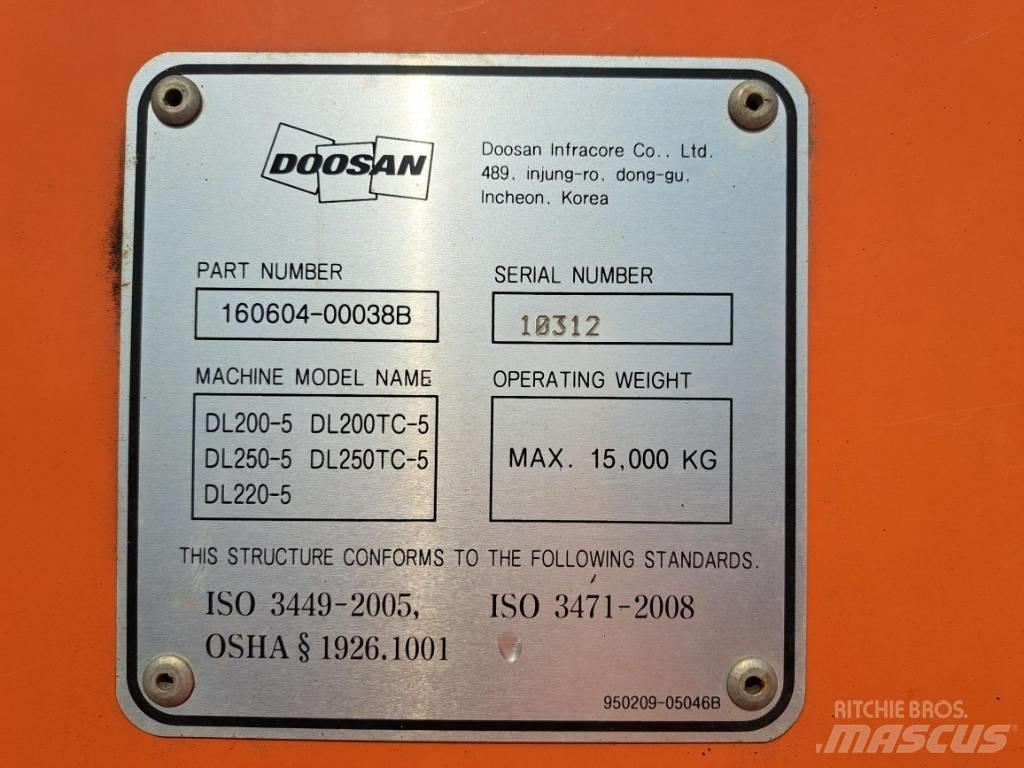 DOOSAN
Doosan Infracore Co., Ltd.
489, injung-ro, dong-gu,
Incheon, Korea
PART NUMBER
160604-00038B
SERIAL NUMBER
10312
MACHINE MODEL NAME
DL200-5 DL200TC-5
DL250-5 DL250TC-5
DL220-5
OPERATING WEIGHT
MAX. 15,000 KG
THIS STRUCTURE CONFORMS TO THE FOLLOWING STANDARDS.
ISO 3449-2005, ISO 3471-2008
OSHA § 1926.1001
950209-05046B
RITCHIE BROS.
MASCUS